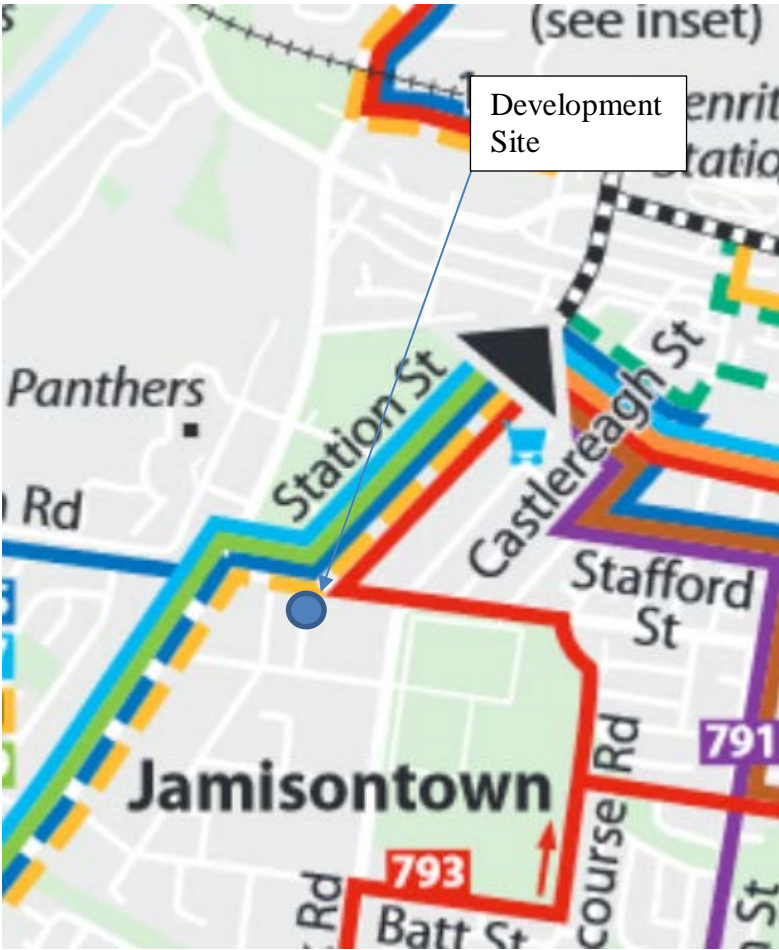 (see inset)
Development
Site
Station St
Panthers
Rd
Castlereagh St
Stafford
St
791
Jamisontown
Rd
793
Rd
Batt St
St